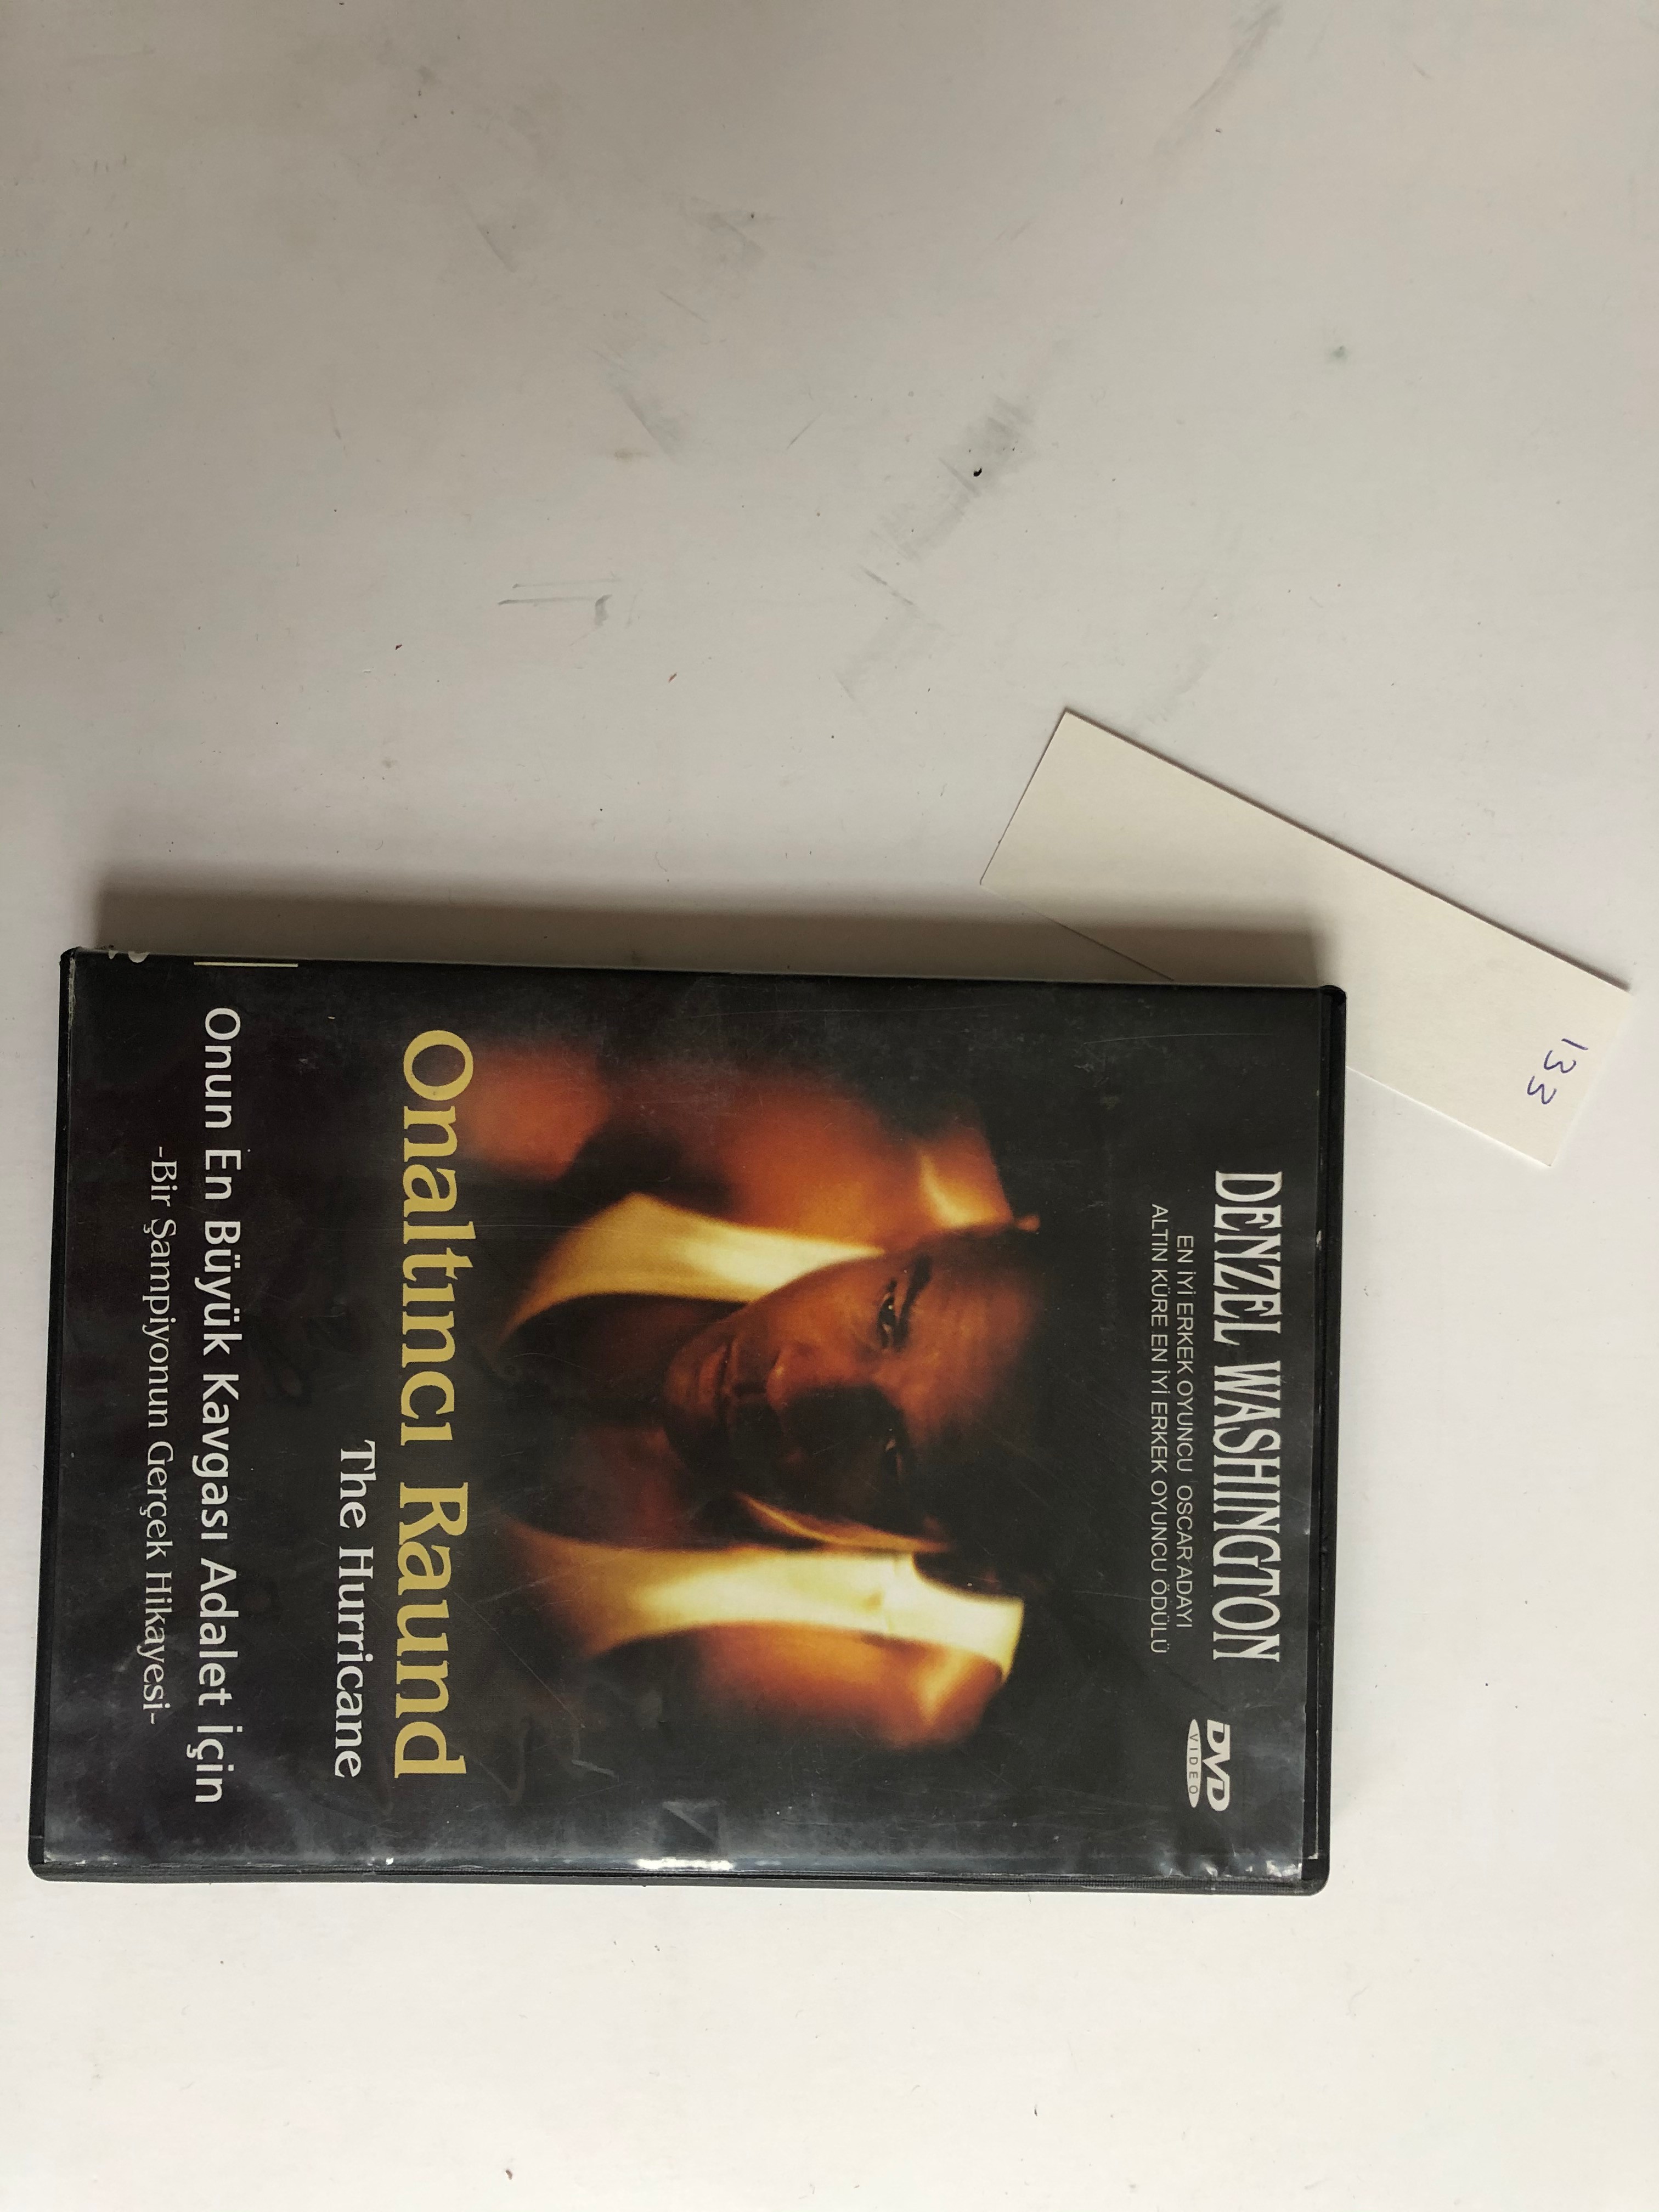 DENZEL WASHINGTON
EN İYİ ERKEK OYUNCU OSCAR ADAYI
ALTIN KÜRE EN İYİ ERKEK OYUNCU ÖDÜLÜ
DVD
VIDEO
Onaltıncı Raund
The Hurricane
Onun En Büyük Kavgası Adalet İçin
-Bir Şampiyonun Gerçek Hikayesi-
133